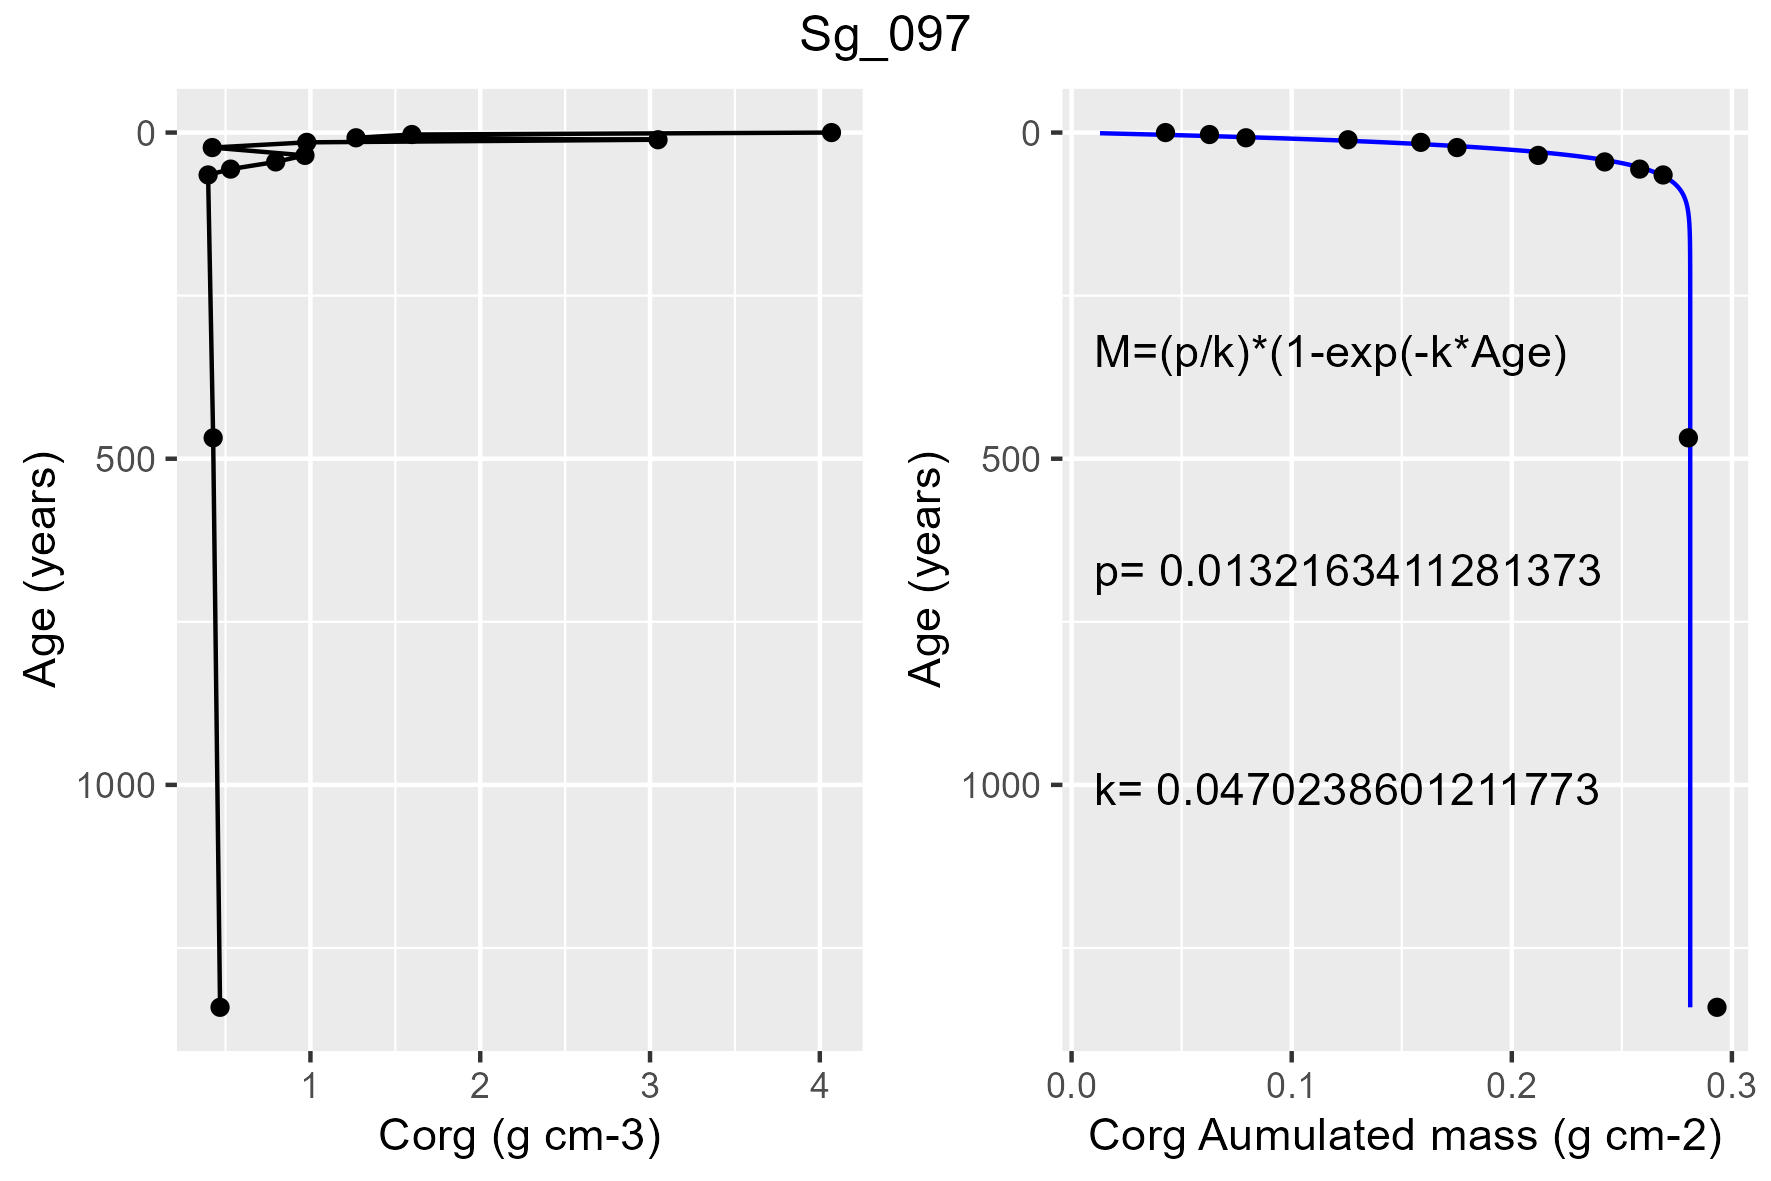 Sg_097
0
500
1000
Age (years)
1
2
3
4
Corg (g cm-3)
0
500
1000
Age (years)
M=(p/k)*(1-exp(-k*Age)
p= 0.0132163411281373
k= 0.0470238601211773
0.0
0.1
0.2
0.3
Corg Aumulated mass (g cm-2)